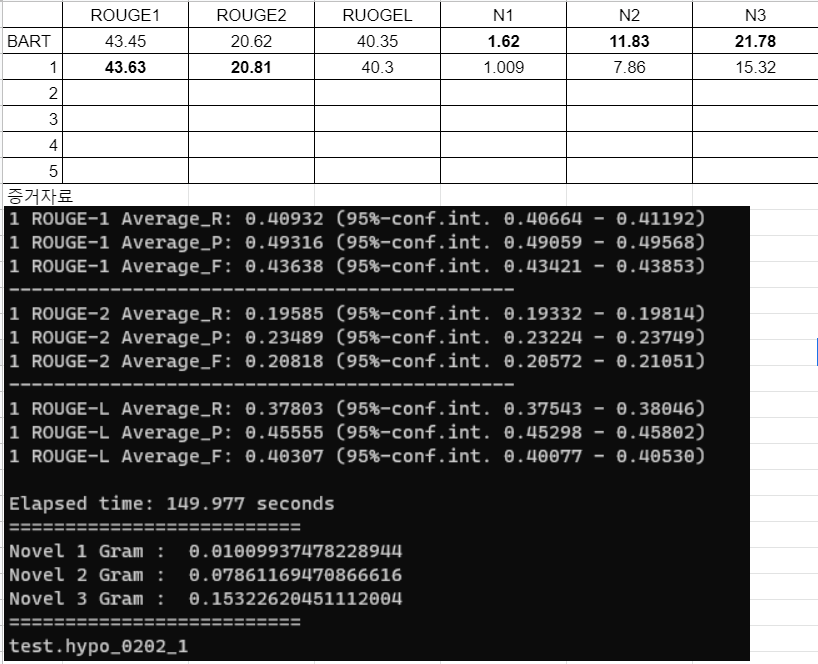 ROUGE1 ROUGE2 RUOGEL N1 N2 N3
BART 43.45 20.62 40.35 1.62 11.83 21.78
1 43.63 20.81 40.3 1.009 7.86 15.32
2
3
4
5
증거자료
1 ROUGE-1 Average_R: 0.40932 (95%-conf.int. 0.40664 - 0.41192)
1 ROUGE-1 Average_P: 0.49316 (95%-conf.int. 0.49059 - 0.49568)
1 ROUGE-1 Average_F: 0.43638 (95%-conf.int. 0.43421 - 0.43853)
---------------------------------------------
1 ROUGE-2 Average_R: 0.19585 (95%-conf.int. 0.19332 - 0.19814)
1 ROUGE-2 Average_P: 0.23489 (95%-conf.int. 0.23224 - 0.23749)
1 ROUGE-2 Average_F: 0.20818 (95%-conf.int. 0.20572 - 0.21051)
---------------------------------------------
1 ROUGE-L Average_R: 0.37803 (95%-conf.int. 0.37543 - 0.38046)
1 ROUGE-L Average_P: 0.45555 (95%-conf.int. 0.45298 - 0.45802)
1 ROUGE-L Average_F: 0.40307 (95%-conf.int. 0.40077 - 0.40530)
Elapsed time: 149.977 seconds
==========================
Novel 1 Gram :  0.01009937478228944
Novel 2 Gram :  0.07861169470866616
Novel 3 Gram :  0.15322620451112004
==========================
test.hypo_0202_1